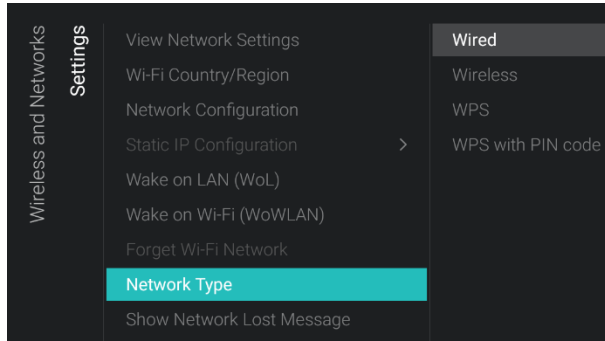 Wireless and Networks
Settings
View Network Settings
Wi-Fi Country/Region
Network Configuration
Static IP Configuration >
Wake on LAN (WoL)
Wake on Wi-Fi (WoWLAN)
Forget Wi-Fi Network
Network Type
Show Network Lost Message
Wired
Wireless
WPS
WPS with PIN code